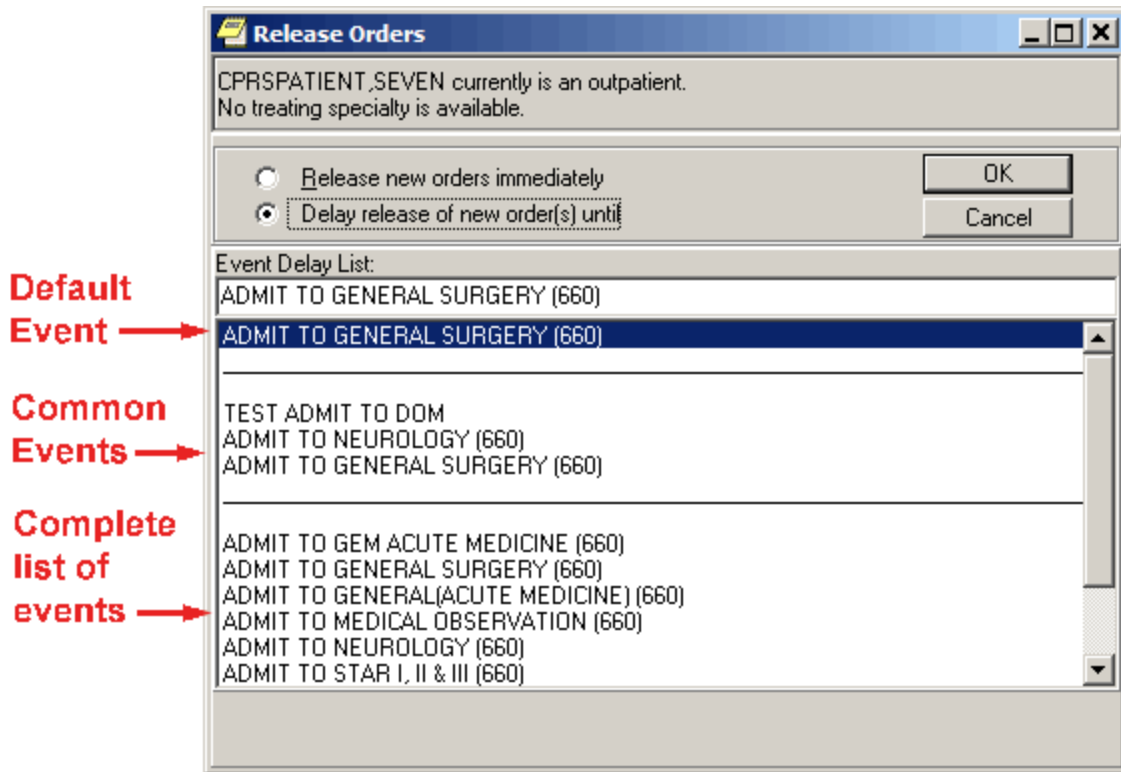 Release Orders
CPRSPATIENT,SEVEN currently is an outpatient.
No treating specialty is available.
Release new orders immediately
OK
Delay release of new order(s) until
Cancel
Event Delay List:
ADMIT TO GENERAL SURGERY (660)
Default
Event
ADMIT TO GENERAL SURGERY (660)
Common
Events
TEST ADMIT TO DOM
ADMIT TO NEUROLOGY (660)
ADMIT TO GENERAL SURGERY (660)
Complete
list of
events
ADMIT TO GEM ACUTE MEDICINE (660)
ADMIT TO GENERAL SURGERY (660)
ADMIT TO GENERAL(ACUTE MEDICINE) (660)
ADMIT TO MEDICAL OBSERVATION (660)
ADMIT TO NEUROLOGY (660)
ADMIT TO STAR I, II & III (660)